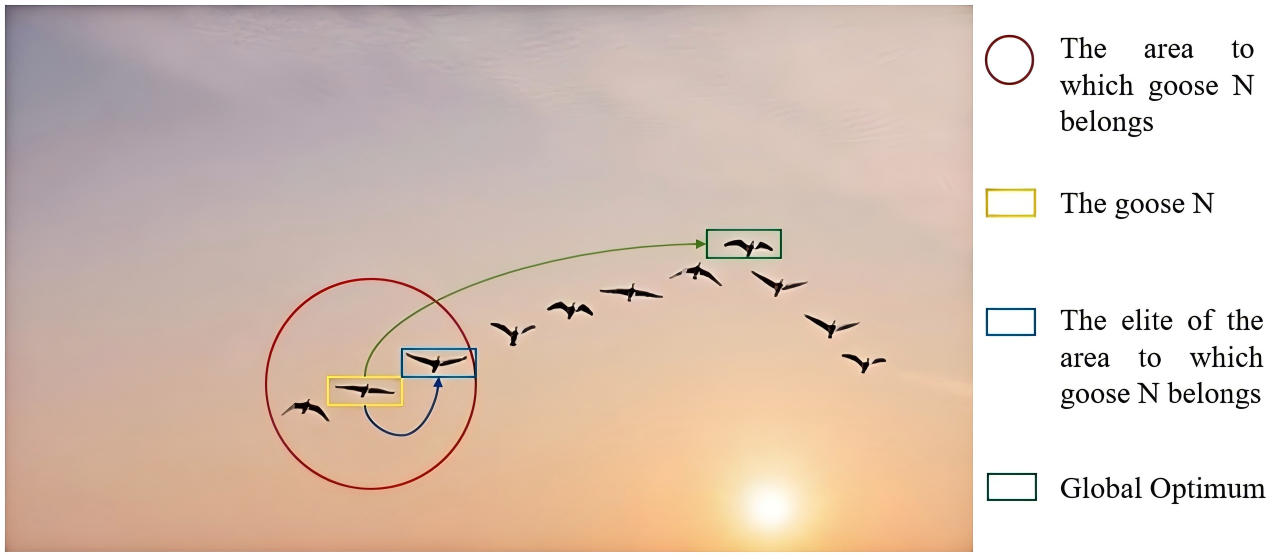 The area to
which goose N
belongs
The goose N
The elite of the
area to which
goose N belongs
Global Optimum